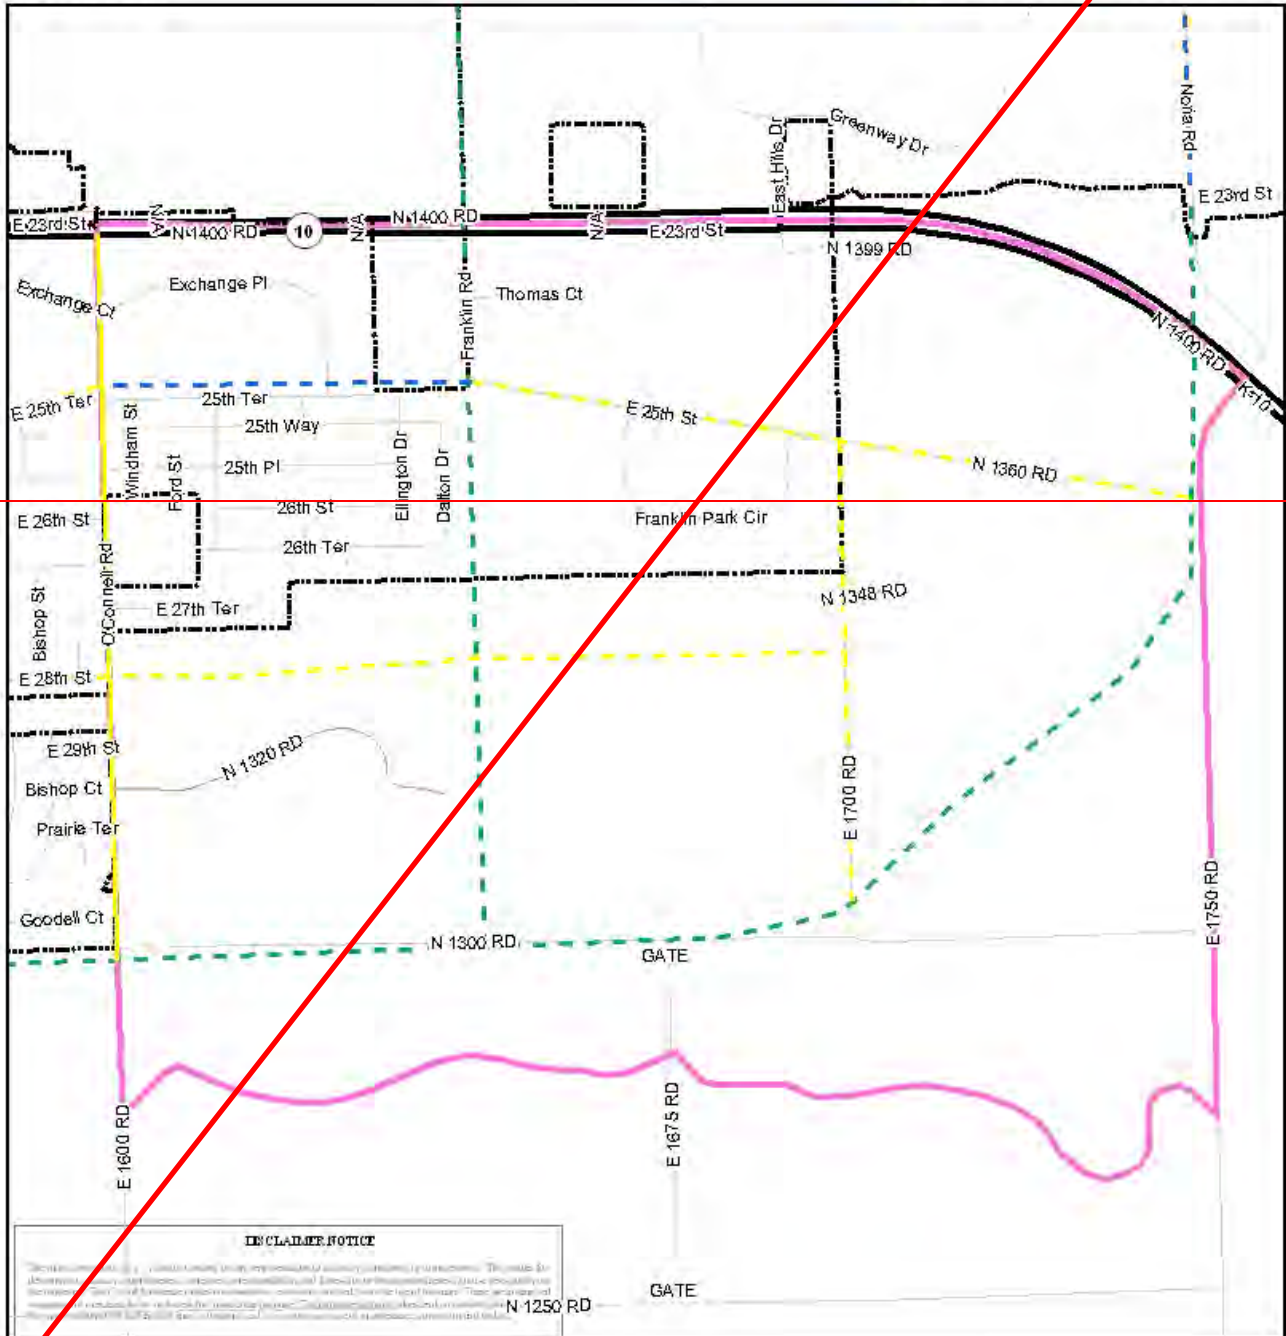 Greenway Dr
East Hills Dr
Noria Rd
E 23rd St
E 23rd St
N/A
N 1400 RD
10
N/A
N 1400 RD
N/A
E 23rd St
N 1399 RD
Exchange Ct
Exchange Pl
Franklin Rd
Thomas Ct
N 1400 RD
K-10
E 25th Ter
25th Ter
E 25th St
Windham St
25th Way
Ford St
25th Pl
Ellington Dr
Dalton Dr
N 1360 RD
E 26th St
26th St
Franklin Park Cir
26th Ter
O'Connell Rd
Bishop St
E 27th Ter
N 1348 RD
E 28th St
E 29th St
N 1320 RD
Bishop Ct
E 1700 RD
Prairie Ter
Goodell Ct
N 1300 RD
GATE
E 1750 RD
E 1600 RD
E 1675 RD
DISCLAIMER NOTICE
GATE
N 1250 RD